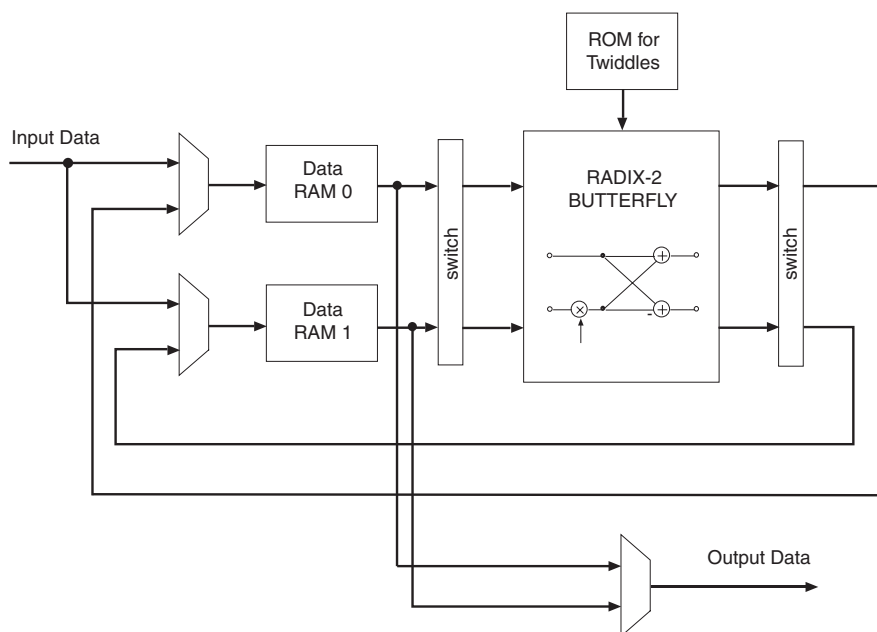 ROM for
Twiddles
Input Data
Data
RAM 0
switch
RADIX-2
BUTTERFLY
switch
Data
RAM 1
-
Output Data